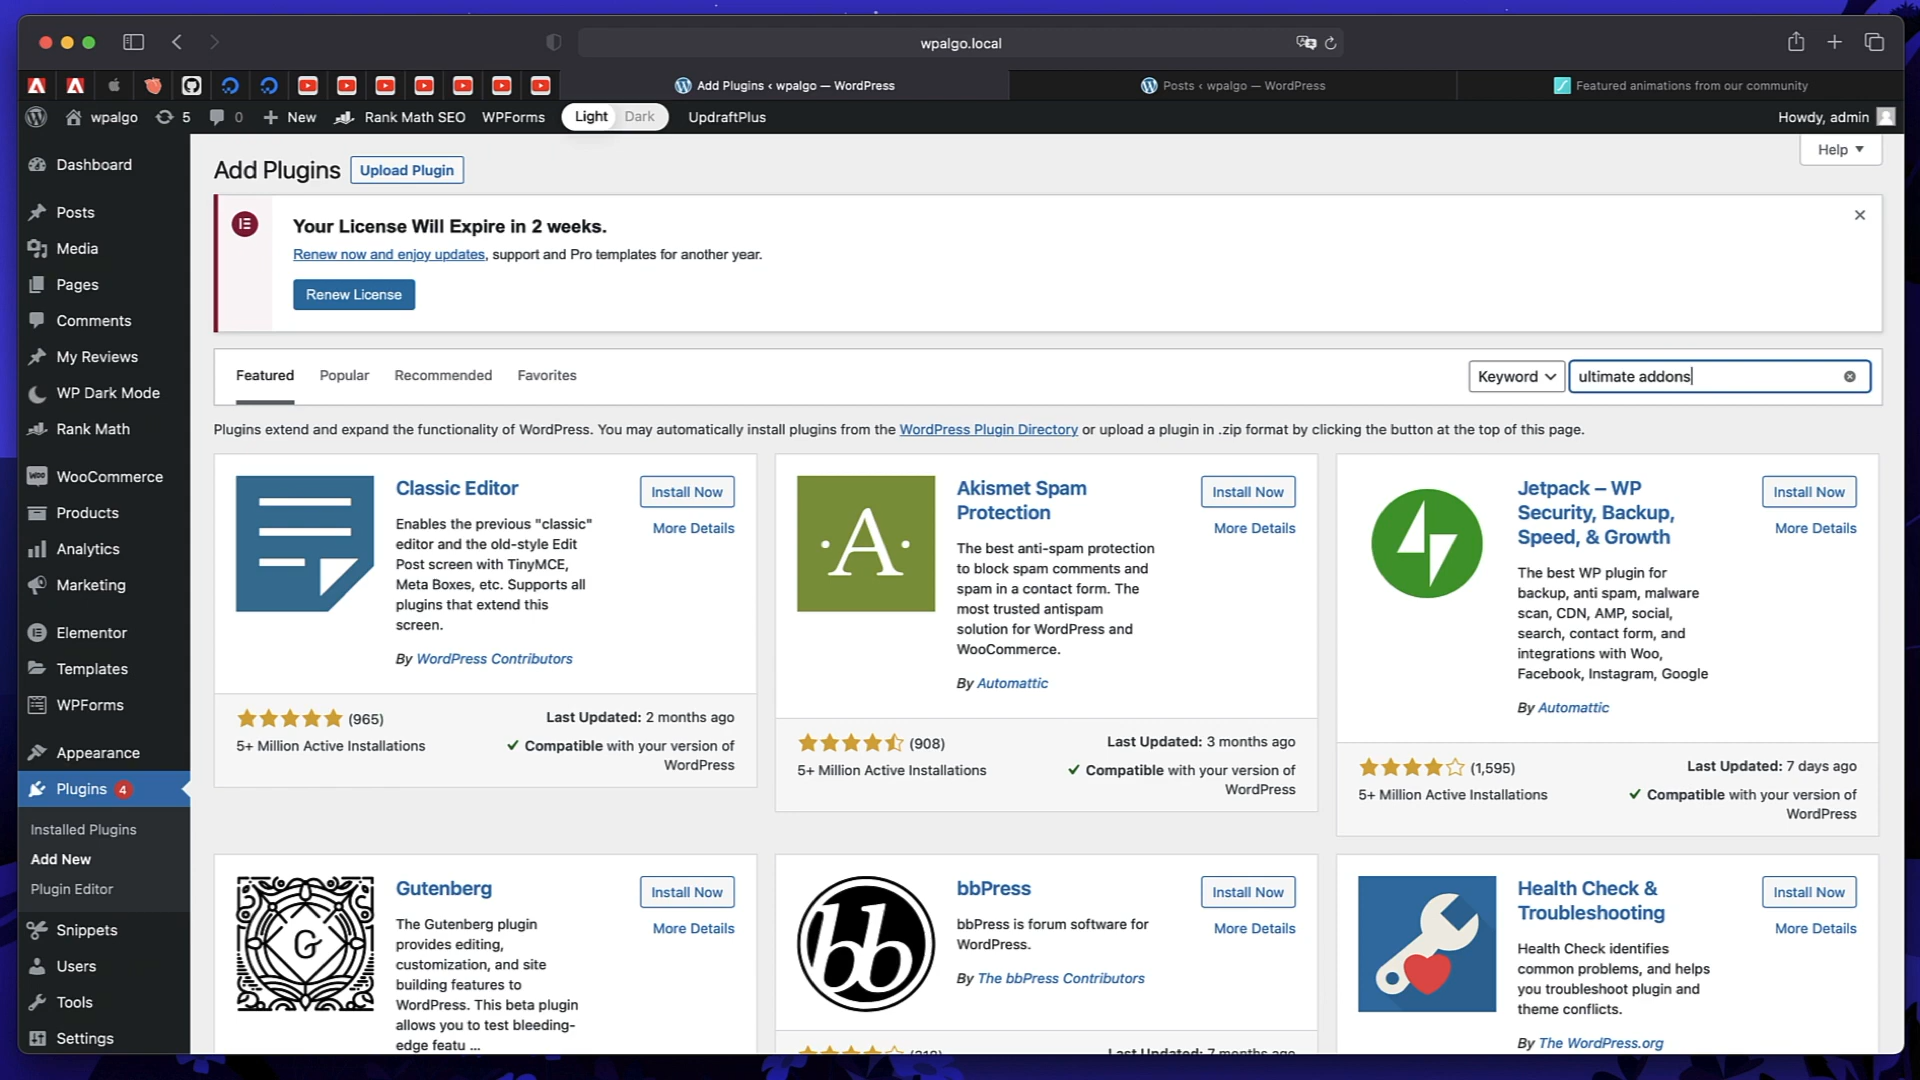 wpalgo.local
Add Plugins ‹ wpalgo — WordPress
Posts ‹ wpalgo — WordPress
Featured animations from our community
wpalgo
5
0
New
Rank Math SEO
WPForms
Light
Dark
UpdraftPlus
Howdy, admin
Dashboard
Posts
Media
Pages
Comments
My Reviews
WP Dark Mode
Rank Math
WooCommerce
Products
Analytics
Marketing
Elementor
Templates
WPForms
Appearance
Plugins 4
Installed Plugins
Add New
Plugin Editor
Snippets
Users
Tools
Settings
Help
Add Plugins
Upload Plugin
Your License Will Expire in 2 weeks.
Renew now and enjoy updates, support and Pro templates for another year.
Renew License
Featured
Popular
Recommended
Favorites
Keyword
ultimate addons
Plugins extend and expand the functionality of WordPress. You may automatically install plugins from the WordPress Plugin Directory or upload a plugin in .zip format by clicking the button at the top of this page.
Classic Editor
Install Now
More Details
Enables the previous "classic"
editor and the old-style Edit
Post screen with TinyMCE,
Meta Boxes, etc. Supports all
plugins that extend this
screen.
By WordPress Contributors
(965)
5+ Million Active Installations
Last Updated: 2 months ago
Compatible with your version of
WordPress
A
Akismet Spam
Protection
Install Now
More Details
The best anti-spam protection
to block spam comments and
spam in a contact form. The
most trusted antispam
solution for WordPress and
WooCommerce.
By Automattic
(908)
5+ Million Active Installations
Last Updated: 3 months ago
Compatible with your version of
WordPress
Jetpack – WP
Security, Backup,
Speed, & Growth
Install Now
More Details
The best WP plugin for
backup, anti spam, malware
scan, CDN, AMP, social,
search, contact form, and
integrations with Woo,
Facebook, Instagram, Google
By Automattic
(1,595)
5+ Million Active Installations
Last Updated: 7 days ago
Compatible with your version of
WordPress
G
Gutenberg
Install Now
More Details
The Gutenberg plugin
provides editing,
customization, and site
building features to
WordPress. This beta plugin
allows you to test bleeding-
edge featu ...
bb
bbPress
Install Now
More Details
bbPress is forum software for
WordPress.
By The bbPress Contributors
Last Updated: 7 months ago
Health Check &
Troubleshooting
Install Now
More Details
Health Check identifies
common problems, and helps
you troubleshoot plugin and
theme conflicts.
By The WordPress.org